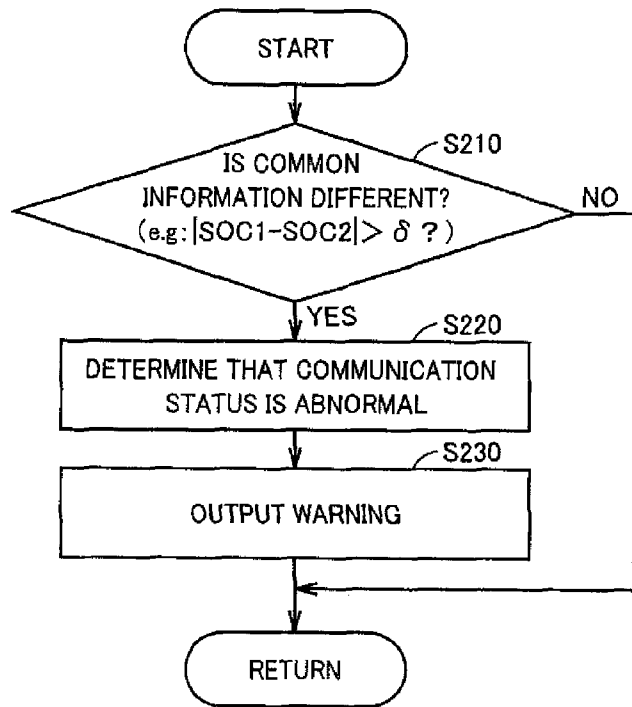 START
S210
IS COMMON
INFORMATION DIFFERENT?
(e.g:|SOC1-SOC2|> δ ?)
NO
YES
S220
DETERMINE THAT COMMUNICATION
STATUS IS ABNORMAL
S230
OUTPUT WARNING
RETURN